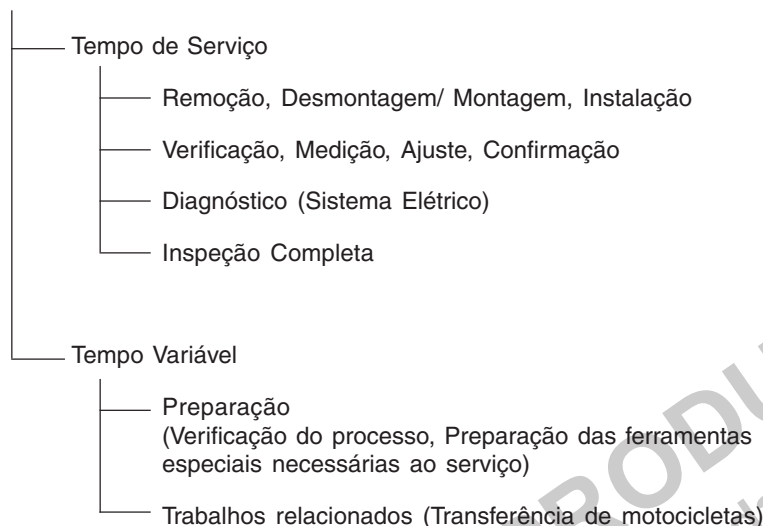 Tempo de Serviço
Remoção, Desmontagem/ Montagem, Instalação
Verificação, Medição, Ajuste, Confirmação
Diagnóstico (Sistema Elétrico)
Inspeção Completa
Tempo Variável
Preparação
(Verificação do processo, Preparação das ferramentas
especiais necessárias ao serviço)
Trabalhos relacionados (Transferência de motocicletas)